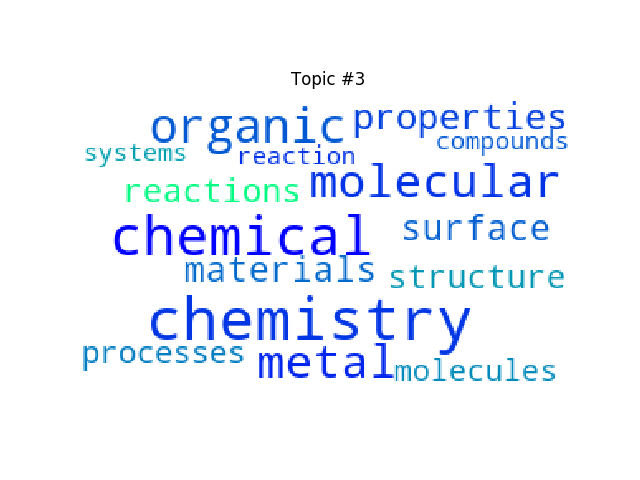 Topic #3
organic properties
compounds
systems reaction
reactions molecular
chemical surface
materials structure
chemistry
processes metal molecules